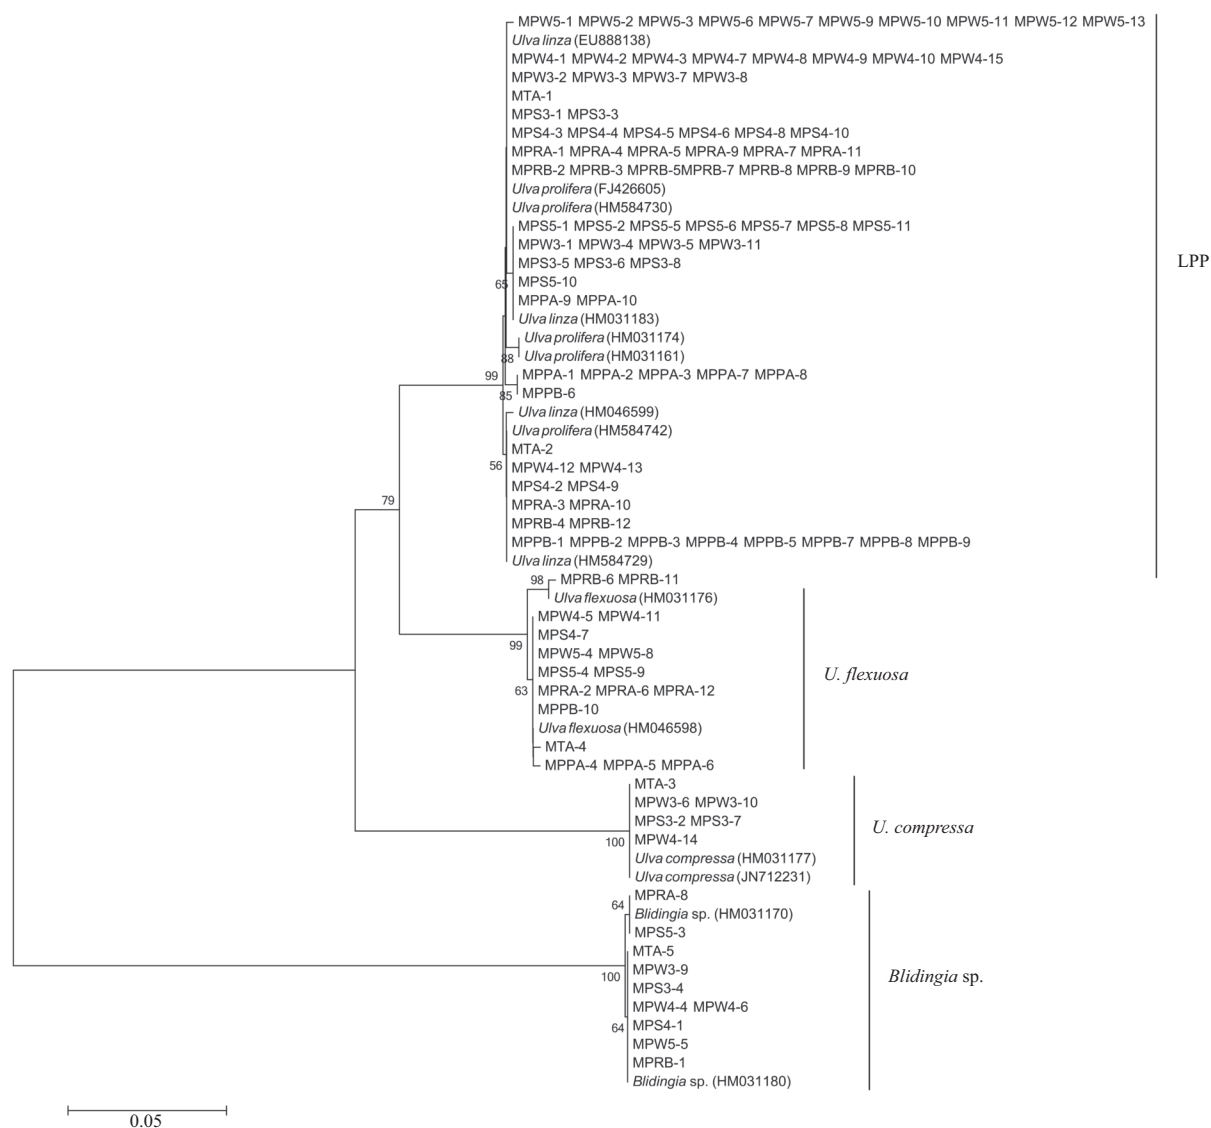 MPW5-1 MPW5-2 MPW5-3 MPW5-6 MPW5-7 MPW5-9 MPW5-10 MPW5-11 MPW5-12 MPW5-13
Ulva linza (EU888138)
MPW4-1 MPW4-2 MPW4-3 MPW4-7 MPW4-8 MPW4-9 MPW4-10 MPW4-15
MPW3-2 MPW3-3 MPW3-7 MPW3-8
MTA-1
MPS3-1 MPS3-3
MPS4-3 MPS4-4 MPS4-5 MPS4-6 MPS4-8 MPS4-10
MPRA-1 MPRA-4 MPRA-5 MPRA-9 MPRA-7 MPRA-11
MPRB-2 MPRB-3 MPRB-5MPRB-7 MPRB-8 MPRB-9 MPRB-10
Ulva prolifera (FJ426605)
Ulva prolifera (HM584730)
MPS5-1 MPS5-2 MPS5-5 MPS5-6 MPS5-7 MPS5-8 MPS5-11
MPW3-1 MPW3-4 MPW3-5 MPW3-11
LPP
MPS3-5 MPS3-6 MPS3-8
65
MPS5-10
MPPA-9 MPPA-10
Ulva linza (HM031183)
Ulva prolifera (HM031174)
88
Ulva prolifera (HM031161)
99
MPPA-1 MPPA-2 MPPA-3 MPPA-7 MPPA-8
85
MPPB-6
Ulva linza (HM046599)
Ulva prolifera (HM584742)
MTA-2
56
MPW4-12 MPW4-13
MPS4-2 MPS4-9
79
MPRA-3 MPRA-10
MPRB-4 MPRB-12
MPPB-1 MPPB-2 MPPB-3 MPPB-4 MPPB-5 MPPB-7 MPPB-8 MPPB-9
Ulva linza (HM584729)
98
MPRB-6 MPRB-11
Ulva flexuosa (HM031176)
MPW4-5 MPW4-11
MPS4-7
99
MPW5-4 MPW5-8
MPS5-4 MPS5-9
U. flexuosa
63
MPRA-2 MPRA-6 MPRA-12
MPPB-10
Ulva flexuosa (HM046598)
MTA-4
MPPA-4 MPPA-5 MPPA-6
MTA-3
MPW3-6 MPW3-10
MPS3-2 MPS3-7
U. compressa
100
MPW4-14
Ulva compressa (HM031177)
Ulva compressa (JN712231)
MPRA-8
64
Blidingia sp. (HM031170)
MPS5-3
MTA-5
MPW3-9
100
Blidingia sp.
MPS3-4
MPW4-4 MPW4-6
64
MPS4-1
MPW5-5
MPRB-1
Blidingia sp. (HM031180)
0.05